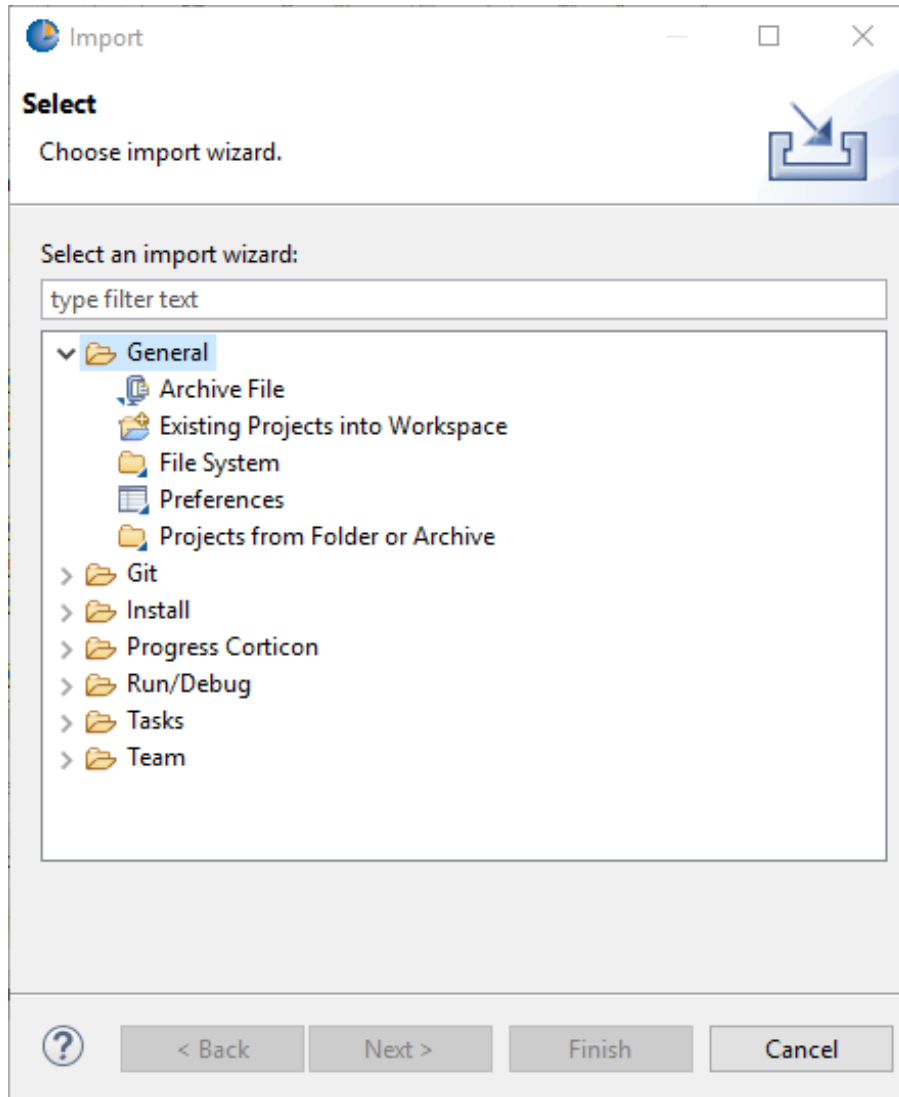 Import
Select
Choose import wizard.
Select an import wizard:
type filter text
General
Archive File
Existing Projects into Workspace
File System
Preferences
Projects from Folder or Archive
Git
Install
Progress Corticon
Run/Debug
Tasks
Team
? < Back Next > Finish Cancel